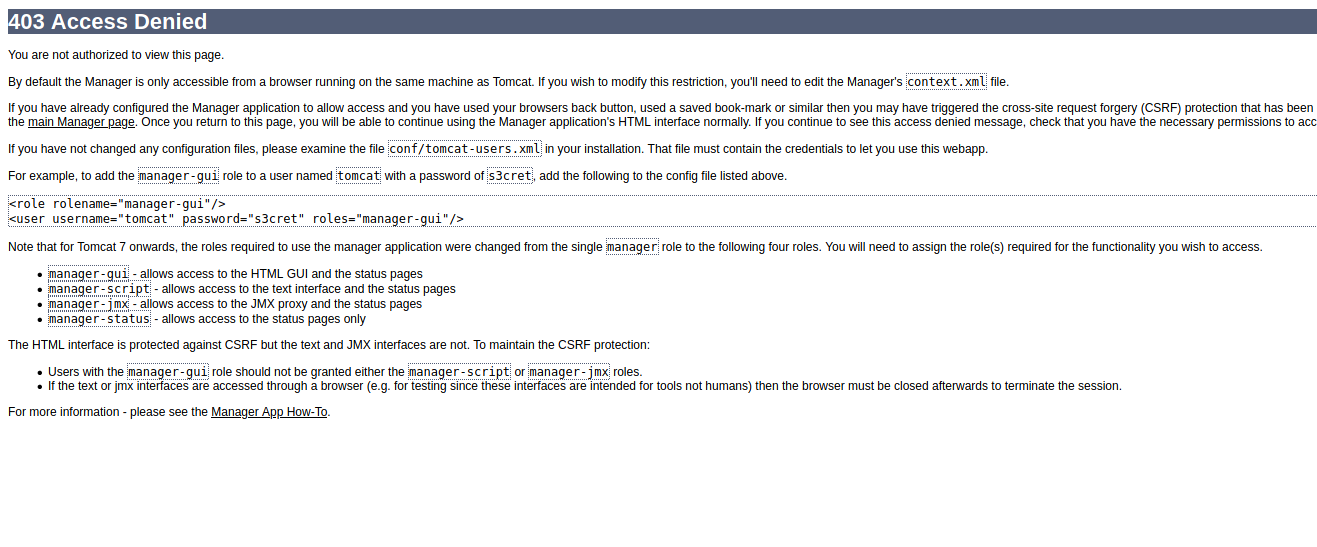 403 Access Denied
You are not authorized to view this page.
By default the Manager is only accessible from a browser running on the same machine as Tomcat. If you wish to modify this restriction, you'll need to edit the Manager's context.xml file.
If you have already configured the Manager application to allow access and you have used your browsers back button, used a saved book-mark or similar then you may have triggered the cross-site request forgery (CSRF) protection that has been
the main Manager page. Once you return to this page, you will be able to continue using the Manager application's HTML interface normally. If you continue to see this access denied message, check that you have the necessary permissions to acc
If you have not changed any configuration files, please examine the file conf/tomcat-users.xml in your installation. That file must contain the credentials to let you use this webapp.
For example, to add the manager-gui role to a user named tomcat with a password of s3cret, add the following to the config file listed above.
<role rolename="manager-gui"/>
<user username="tomcat" password="s3cret" roles="manager-gui"/>
Note that for Tomcat 7 onwards, the roles required to use the manager application were changed from the single manager role to the following four roles. You will need to assign the role(s) required for the functionality you wish to access.
• manager-gui - allows access to the HTML GUI and the status pages
• manager-script - allows access to the text interface and the status pages
• manager-jmx - allows access to the JMX proxy and the status pages
• manager-status - allows access to the status pages only
The HTML interface is protected against CSRF but the text and JMX interfaces are not. To maintain the CSRF protection:
• Users with the manager-gui role should not be granted either the manager-script or manager-jmx roles.
• If the text or jmx interfaces are accessed through a browser (e.g. for testing since these interfaces are intended for tools not humans) then the browser must be closed afterwards to terminate the session.
For more information - please see the Manager App How-To.